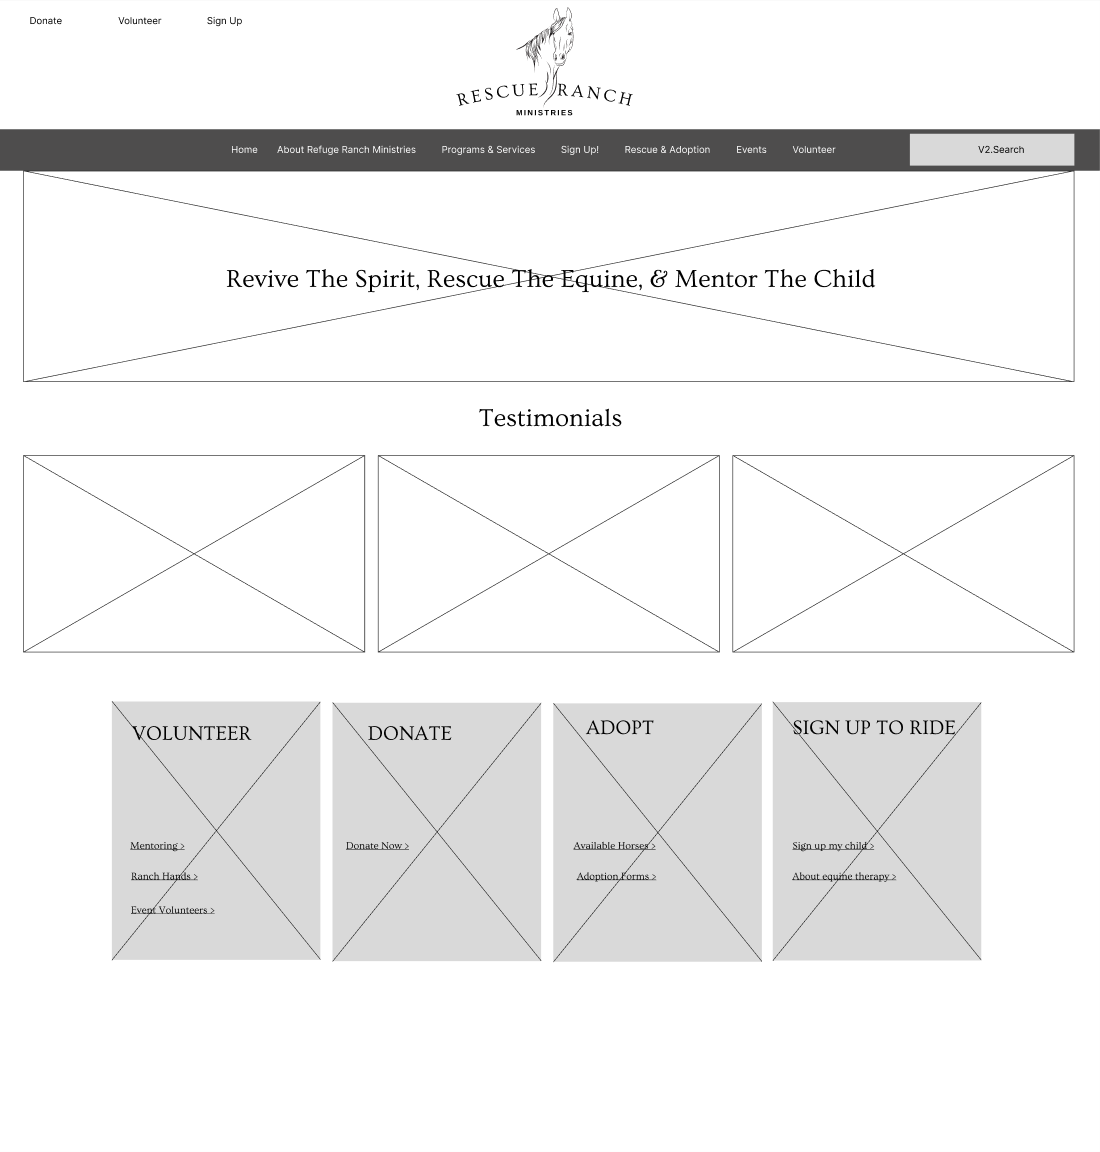 Donate Volunteer Sign Up
RESCUE RANCH
MINISTRIES
Home About Refuge Ranch Ministries Programs & Services Sign Up! Rescue & Adoption Events Volunteer V2.Search
Revive The Spirit, Rescue The Equine, & Mentor The Child
Testimonials
VOLUNTEER
Mentoring >
Ranch Hands >
Event Volunteers >
DONATE
Donate Now >
ADOPT
Available Horses >
Adoption Forms >
SIGN UP TO RIDE
Sign up my child >
About equine therapy >